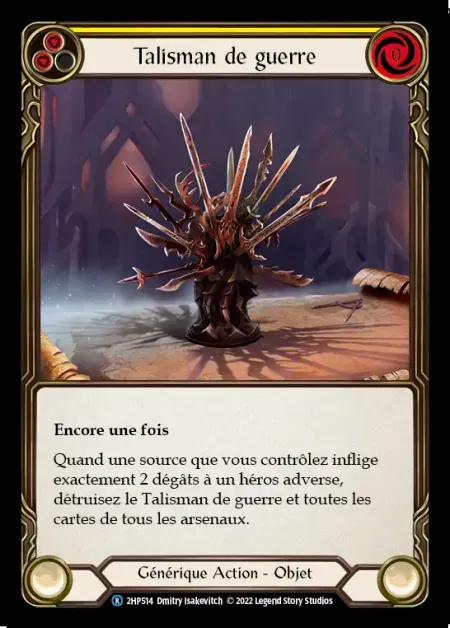 Talisman de guerre
0
Encore une fois
Quand une source que vous contrôlez inflige
exactement 2 dégâts à un héros adverse,
détruisez le Talisman de guerre et toutes les
cartes de tous les arsenaux.
Générique Action - Objet
R 2HP514 Dmitry Isakevitch © 2022 Legend Story Studios